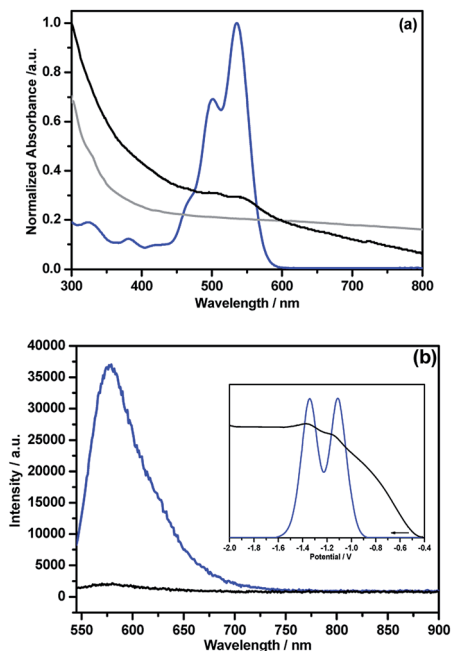 (a)
Normalized Absorbance /a.u.
1.0
0.8
0.6
0.4
0.2
0.0
300 400 500 600 700 800
Wavelength / nm
(b)
Intensity / a.u.
40000
35000
30000
25000
20000
15000
10000
5000
0
-2.0 -1.8 -1.6 -1.4 -1.2 -1.0 -0.8 -0.6 -0.4
Potential / V
550 600 650 700 750 800 850 900
Wavelength / nm